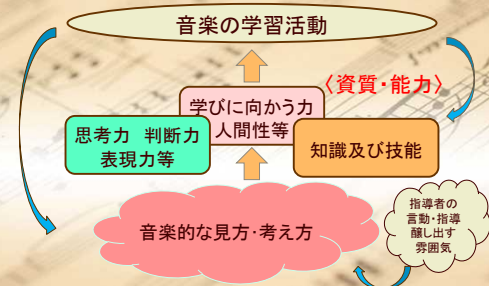 音楽の学習活動
〈資質・能力〉
学びに向かう力
人間性等
思考力　判断力
表現力等
知識及び技能
音楽的な見方・考え方
指導者の
言動・指導
醸し出す
雰囲気